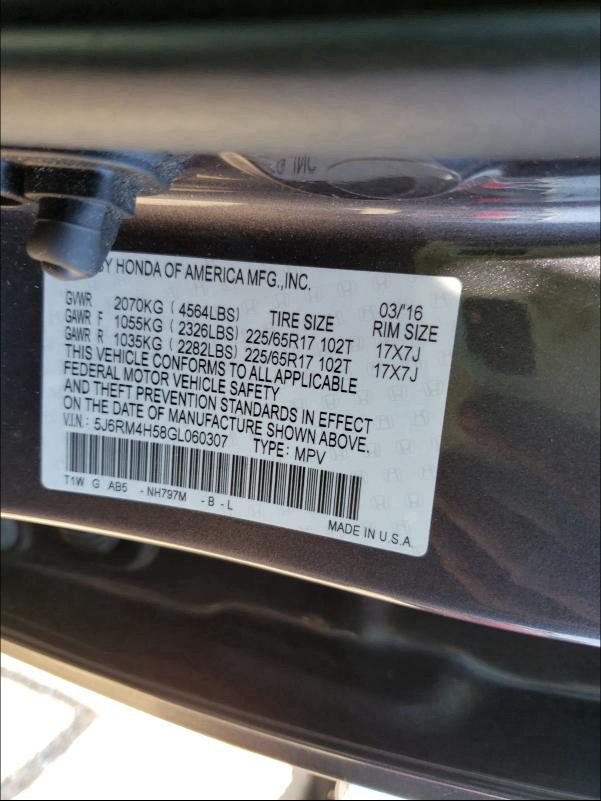 BY HONDA OF AMERICA MFG.,INC.
GVWR 2070KG ( 4564LBS) TIRE SIZE 03/'16 RIM SIZE
GAWR F 1055KG ( 2326LBS) 225/65R17 102T 17X7J
GAWR R 1035KG ( 2282LBS) 225/65R17 102T 17X7J
THIS VEHICLE CONFORMS TO ALL APPLICABLE
FEDERAL MOTOR VEHICLE SAFETY
AND THEFT PREVENTION STANDARDS IN EFFECT
ON THE DATE OF MANUFACTURE SHOWN ABOVE.
V.I.N.: 5J6RM4H58GL060307 TYPE: MPV
T1W G AB5 -NH797M -B-L
MADE IN U.S.A.